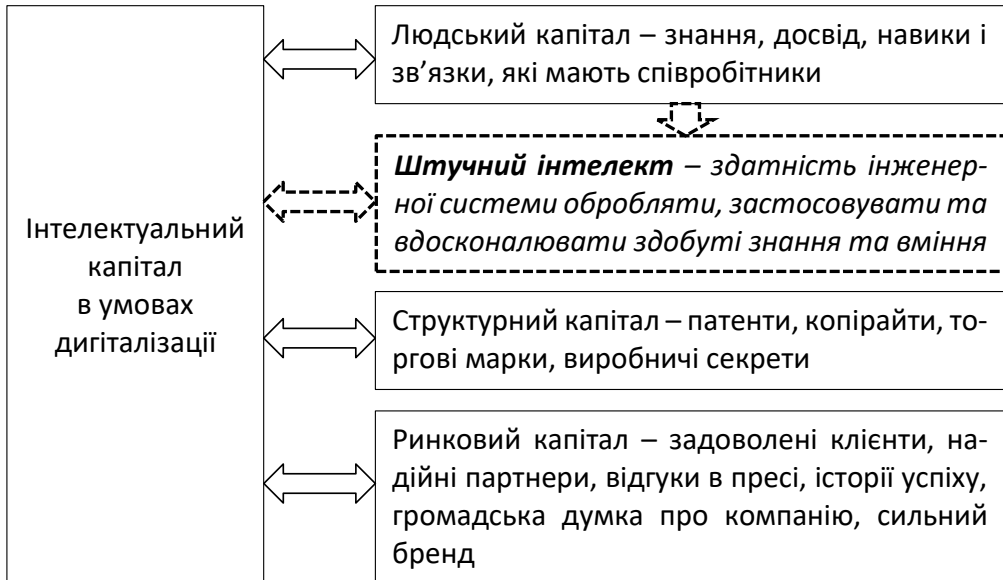 Інтелектуальний
капітал
в умовах
дигіталізації
Людський капітал – знання, досвід, навики і
зв’язки, які мають співробітники
Штучний інтелект – здатність інженер-
ної системи обробляти, застосовувати та
вдосконалювати здобуті знання та вміння
Структурний капітал – патенти, копірайти, то-
ргові марки, виробничі секрети
Ринковий капітал – задоволені клієнти, на-
дійні партнери, відгуки в пресі, історії успіху,
громадська думка про компанію, сильний
бренд